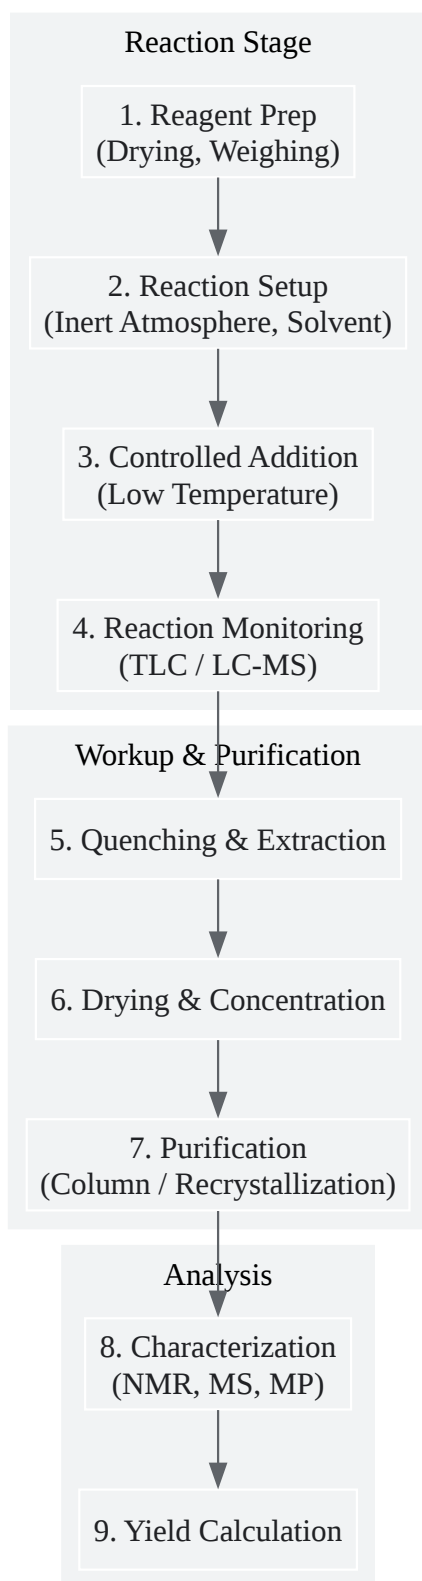 Reaction Stage
1. Reagent Prep
(Drying, Weighing)
2. Reaction Setup
(Inert Atmosphere, Solvent)
3. Controlled Addition
(Low Temperature)
4. Reaction Monitoring
(TLC / LC-MS)
Workup & Purification
5. Quenching & Extraction
6. Drying & Concentration
7. Purification
(Column / Recrystallization)
Analysis
8. Characterization
(NMR, MS, MP)
9. Yield Calculation